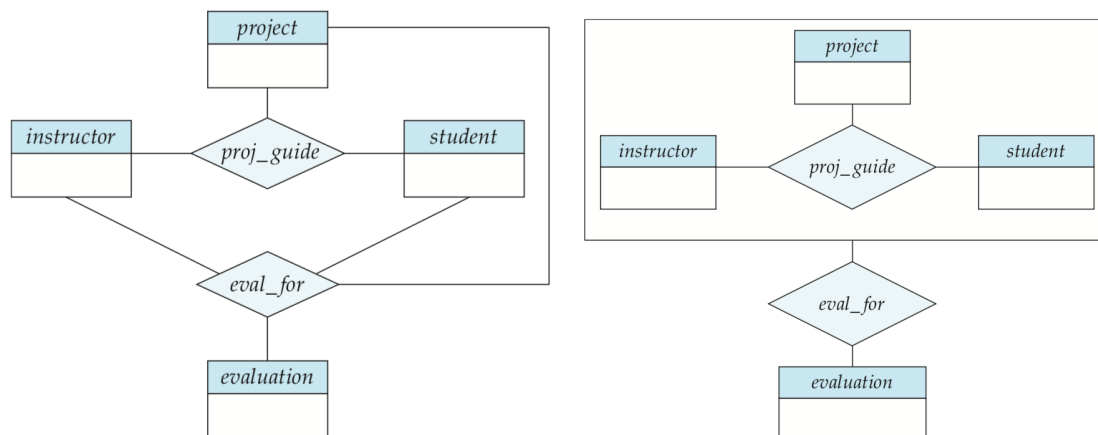 project
instructor
proj_guide
student
eval_for
evaluation
project
instructor
proj_guide
student
eval_for
evaluation